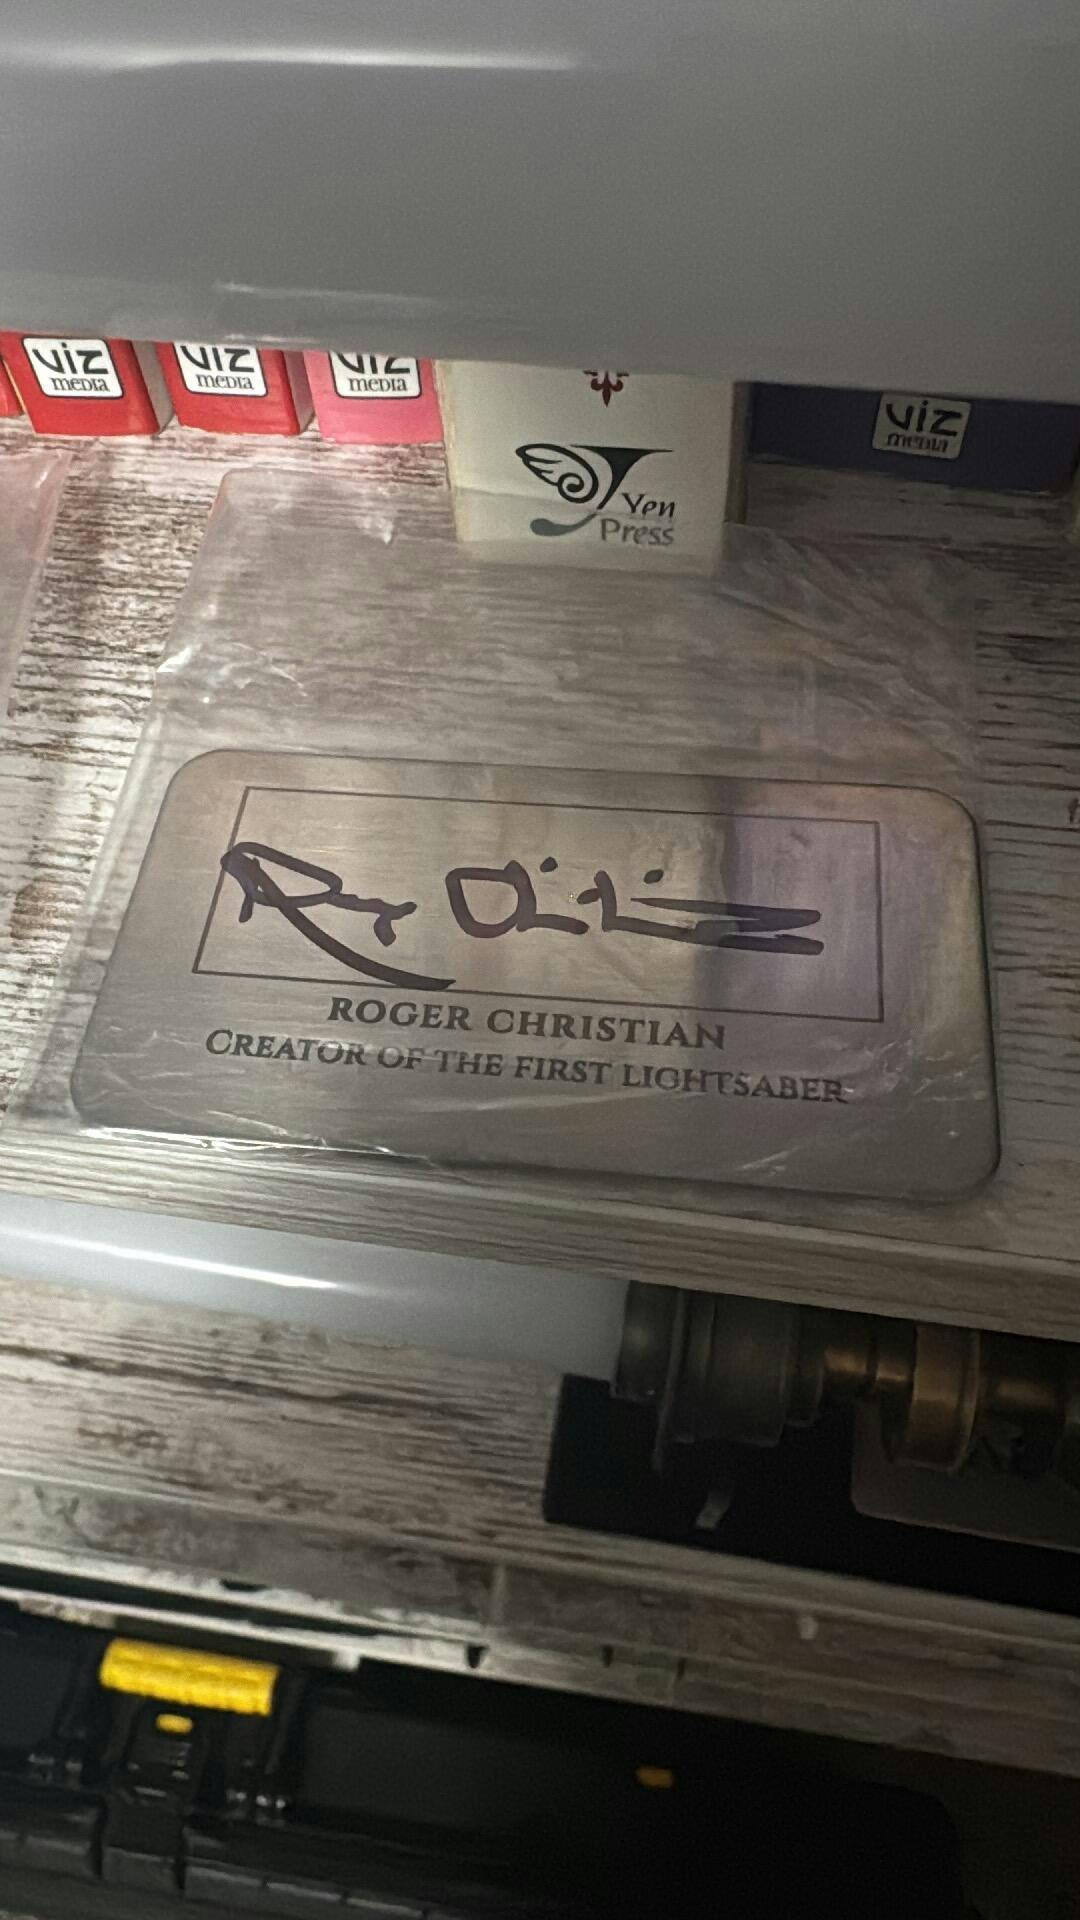 VIZ
MEDIA
VIZ
MEDIA
VIZ
MEDIA
VIZ
MEDIA
Yen
Press
ROGER CHRISTIAN
CREATOR OF THE FIRST LIGHTSABER